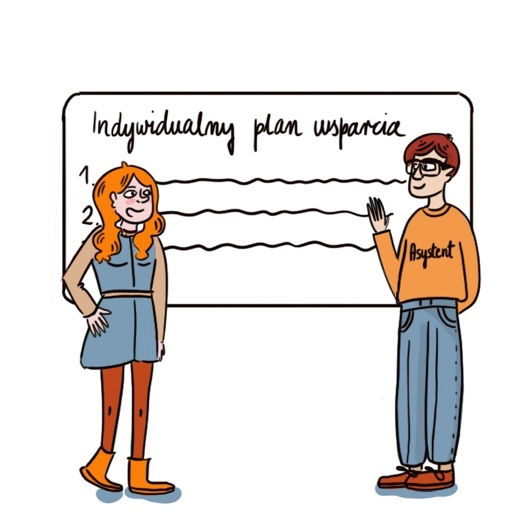 Indywidualny plan wsparcia
1.
2.
Asystent